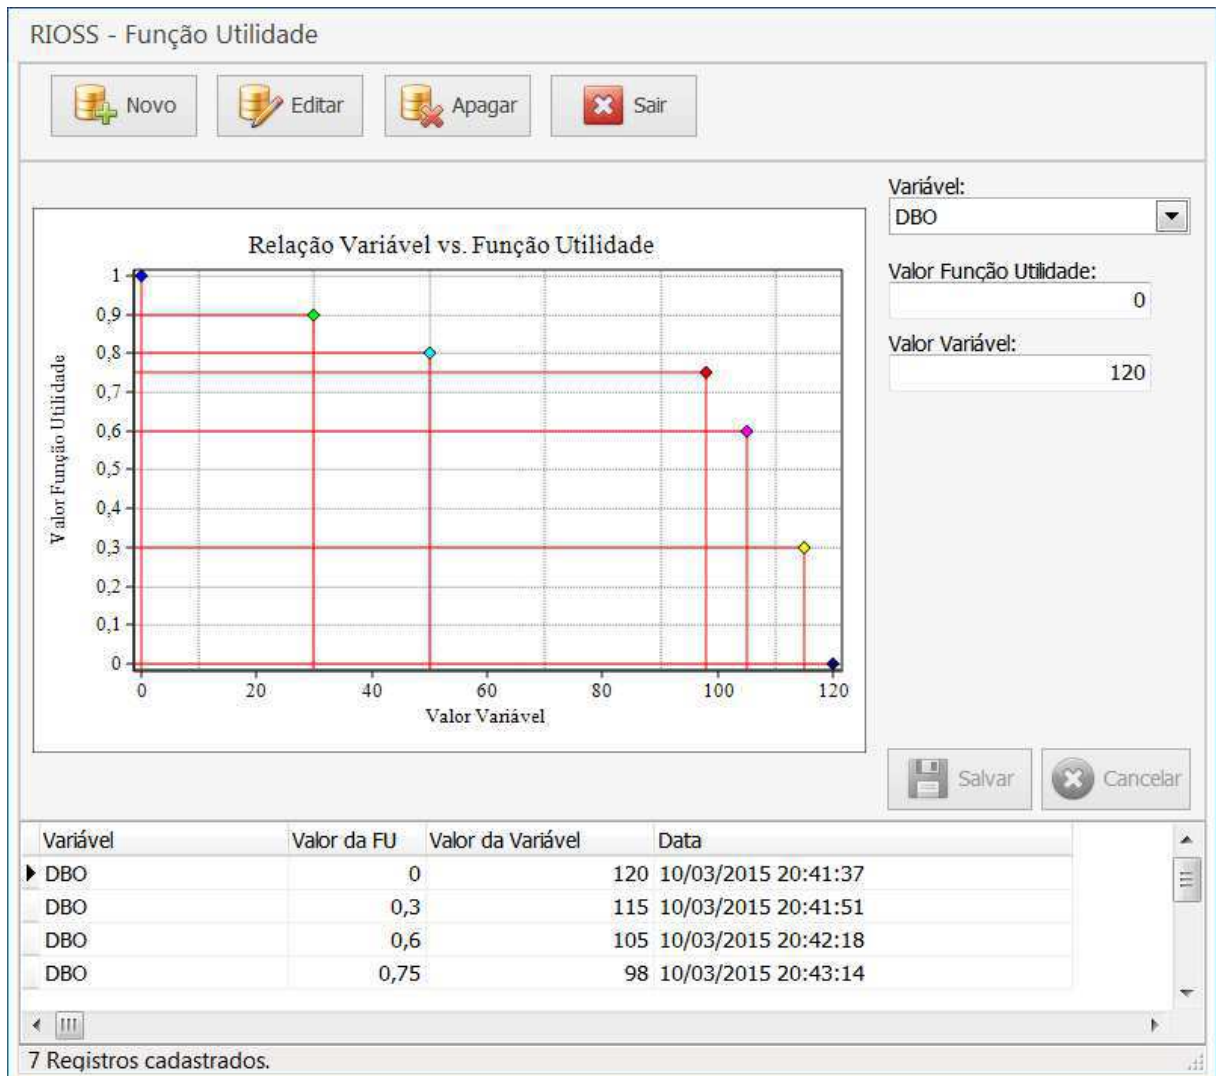 RIOSS - Função Utilidade
Novo
Editar
Apagar
Sair
Variável:
DBO
Valor Função Utilidade:
0
Valor Variável:
120
Relação Variável vs. Função Utilidade
Valor Função Utilidade
1
0,9
0,8
0,7
0,6
0,5
0,4
0,3
0,2
0,1
0
0 20 40 60 80 100 120
Valor Variável
Salvar
Cancelar
Variável Valor da FU Valor da Variável Data
DBO 0 120 10/03/2015 20:41:37
DBO 0,3 115 10/03/2015 20:41:51
DBO 0,6 105 10/03/2015 20:42:18
DBO 0,75 98 10/03/2015 20:43:14
7 Registros cadastrados.